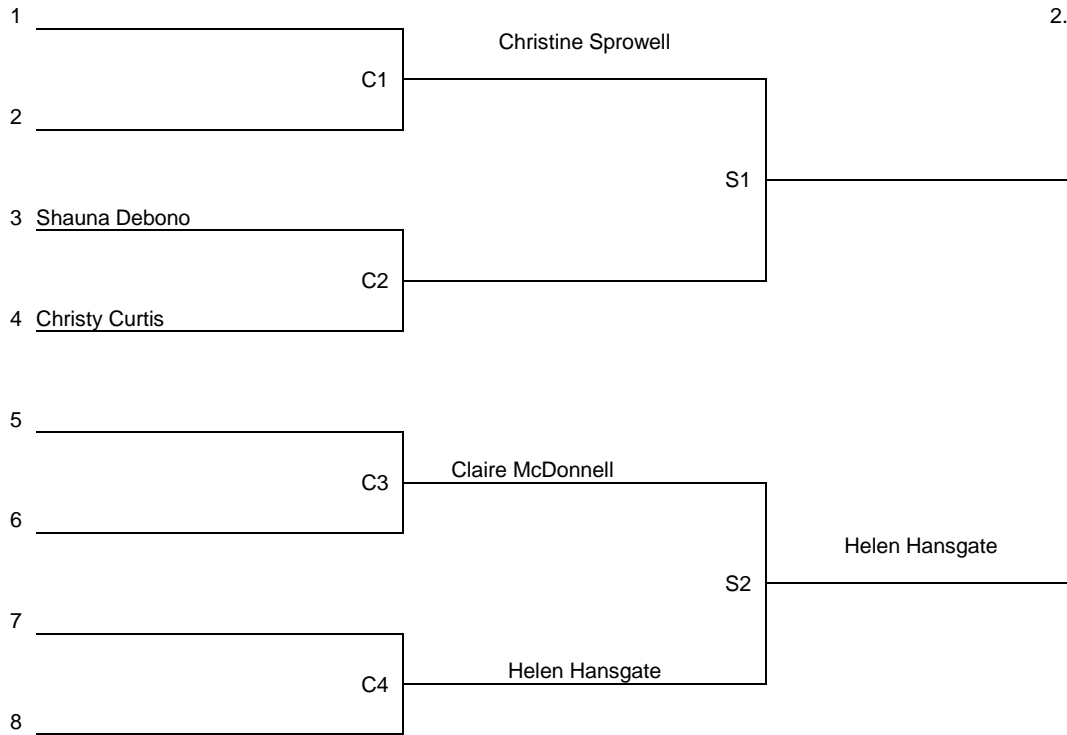 1
2.
Christine Sprowell
C1
2
S1
3 Shauna Debono
C2
4 Christy Curtis
5
Claire McDonnell
C3
6
Helen Hansgate
S2
7
Helen Hansgate
C4
8